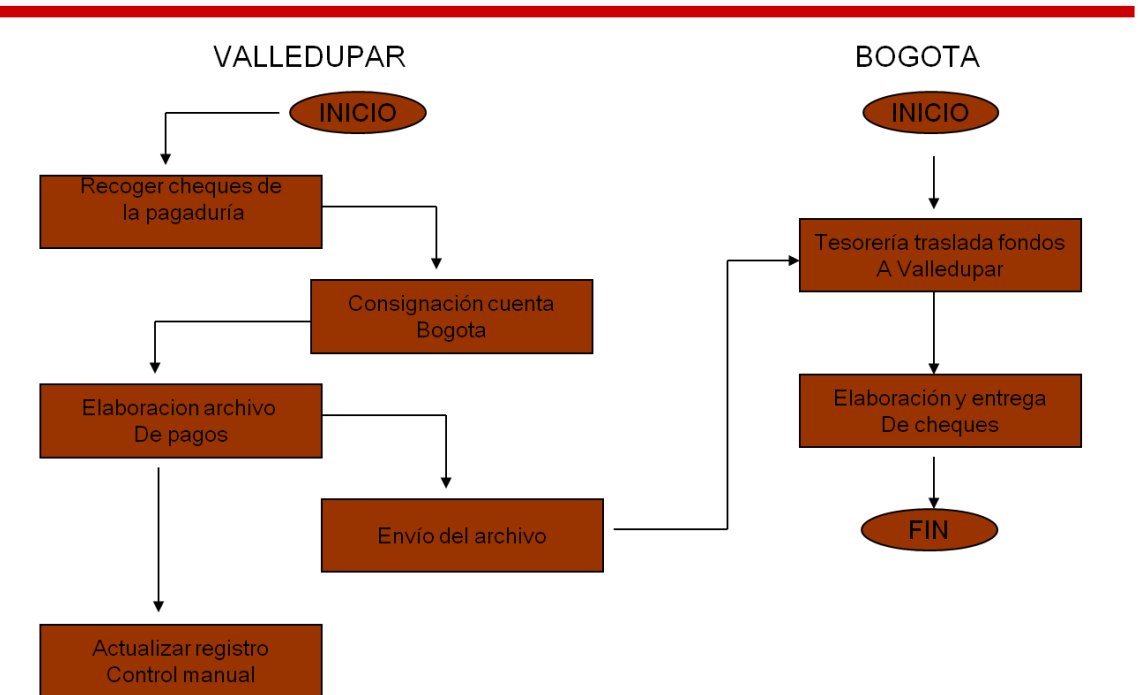 VALLEDUPAR
INICIO
Recoger cheques de
la pagaduría
Consignación cuenta
Bogota
Elaboracion archivo
De pagos
Envío del archivo
Actualizar registro
Control manual
BOGOTA
INICIO
Tesorería traslada fondos
A Valledupar
Elaboración y entrega
De cheques
FIN